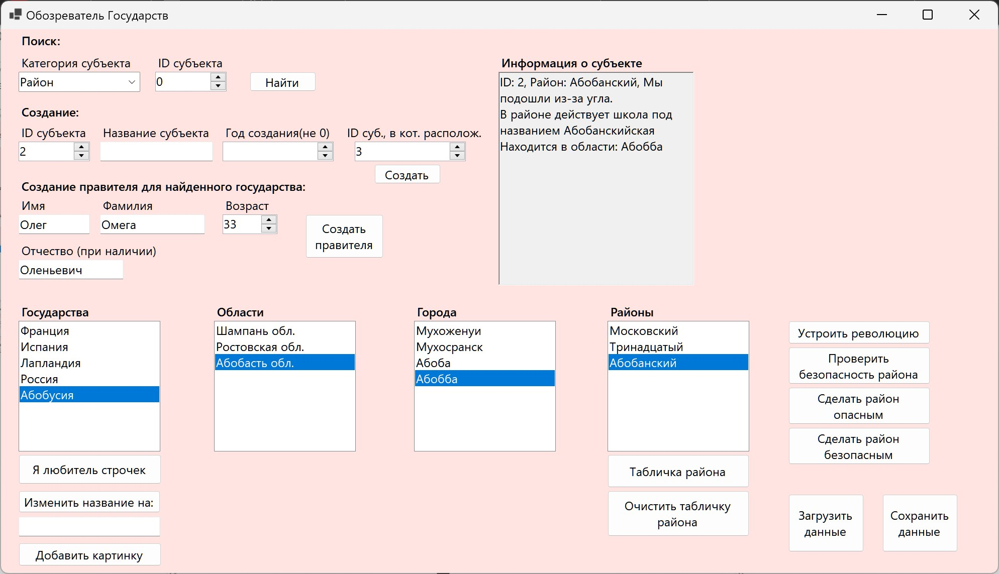 Обозреватель Государств
Поиск:
Категория субъекта
ID субъекта
Район
0
Найти
Создание:
ID субъекта
Название субъекта
Год создания(не 0)
ID суб., в кот. располож.
2
3
Создать
Создание правителя для найденного государства:
Имя
Фамилия
Возраст
Олег
Омега
33
Создать
правителя
Отчество (при наличии)
Оленьевич
Информация о субъекте
ID: 2, Район: Абобанский, Мы
подошли из-за угла.
В районе действует школа под
названием Абобанскийская
Находится в области: Абобба
Государства
Франция
Испания
Лапландия
Россия
Абобусия
Я любитель строчек
Изменить название на:
Добавить картинку
Области
Шампань обл.
Ростовская обл.
Абобасть обл.
Города
Мухоженуи
Мухосранск
Абоба
Абобба
Районы
Московский
Тринадцатый
Абобанский
Табличка района
Очистить табличку
района
Устроить революцию
Проверить
безопасность района
Сделать район
опасным
Сделать район
безопасным
Загрузить
данные
Сохранить
данные